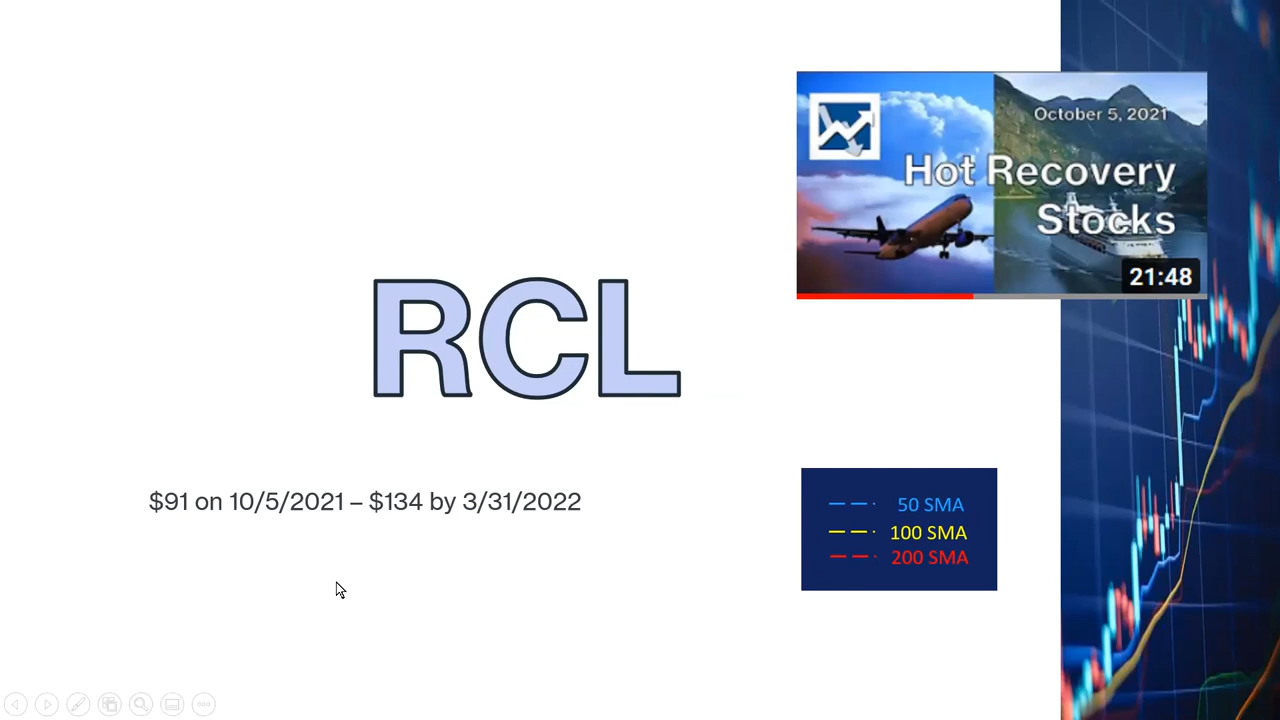 October 5, 2021
Hot Recovery
Stocks
21:48
RCL
$91 on 10/5/2021 – $134 by 3/31/2022
50 SMA
100 SMA
200 SMA